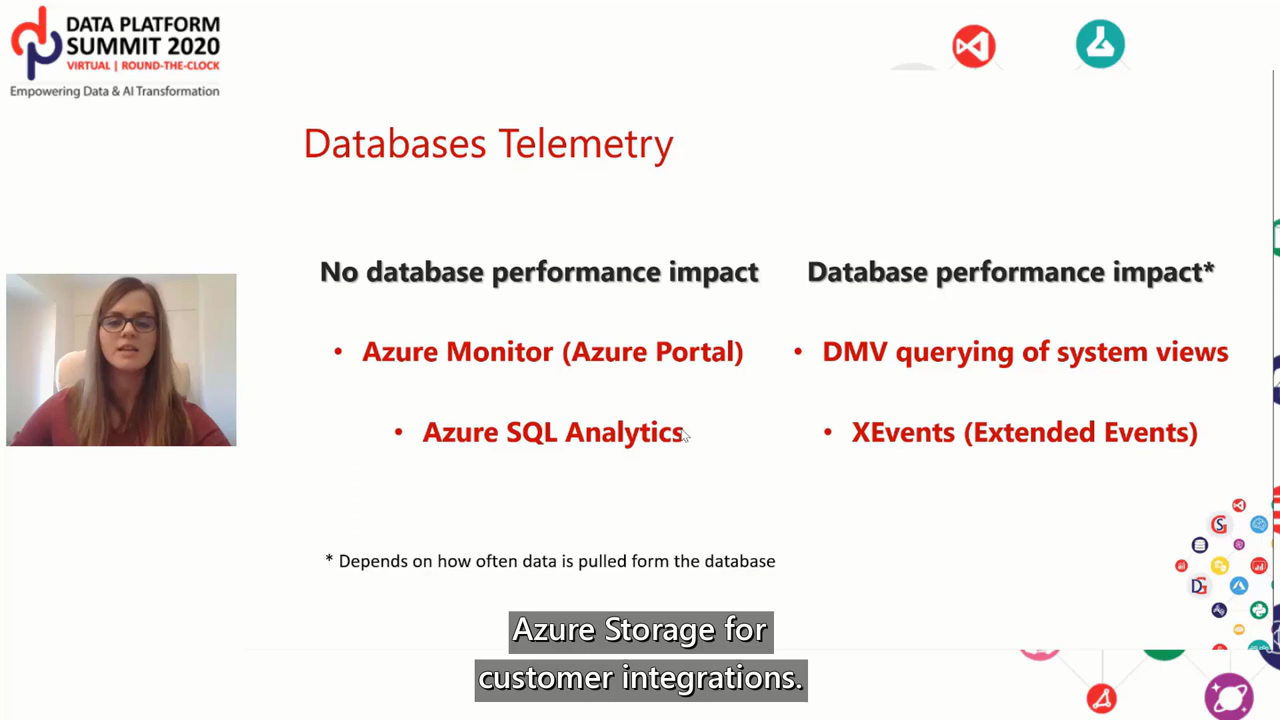 DATA PLATFORM
SUMMIT 2020
VIRTUAL | ROUND-THE-CLOCK
Empowering Data & AI Transformation
Databases Telemetry
No database performance impact
• Azure Monitor (Azure Portal)
• Azure SQL Analytics
Database performance impact*
• DMV querying of system views
• XEvents (Extended Events)
* Depends on how often data is pulled form the database
Azure Storage for
customer integrations.